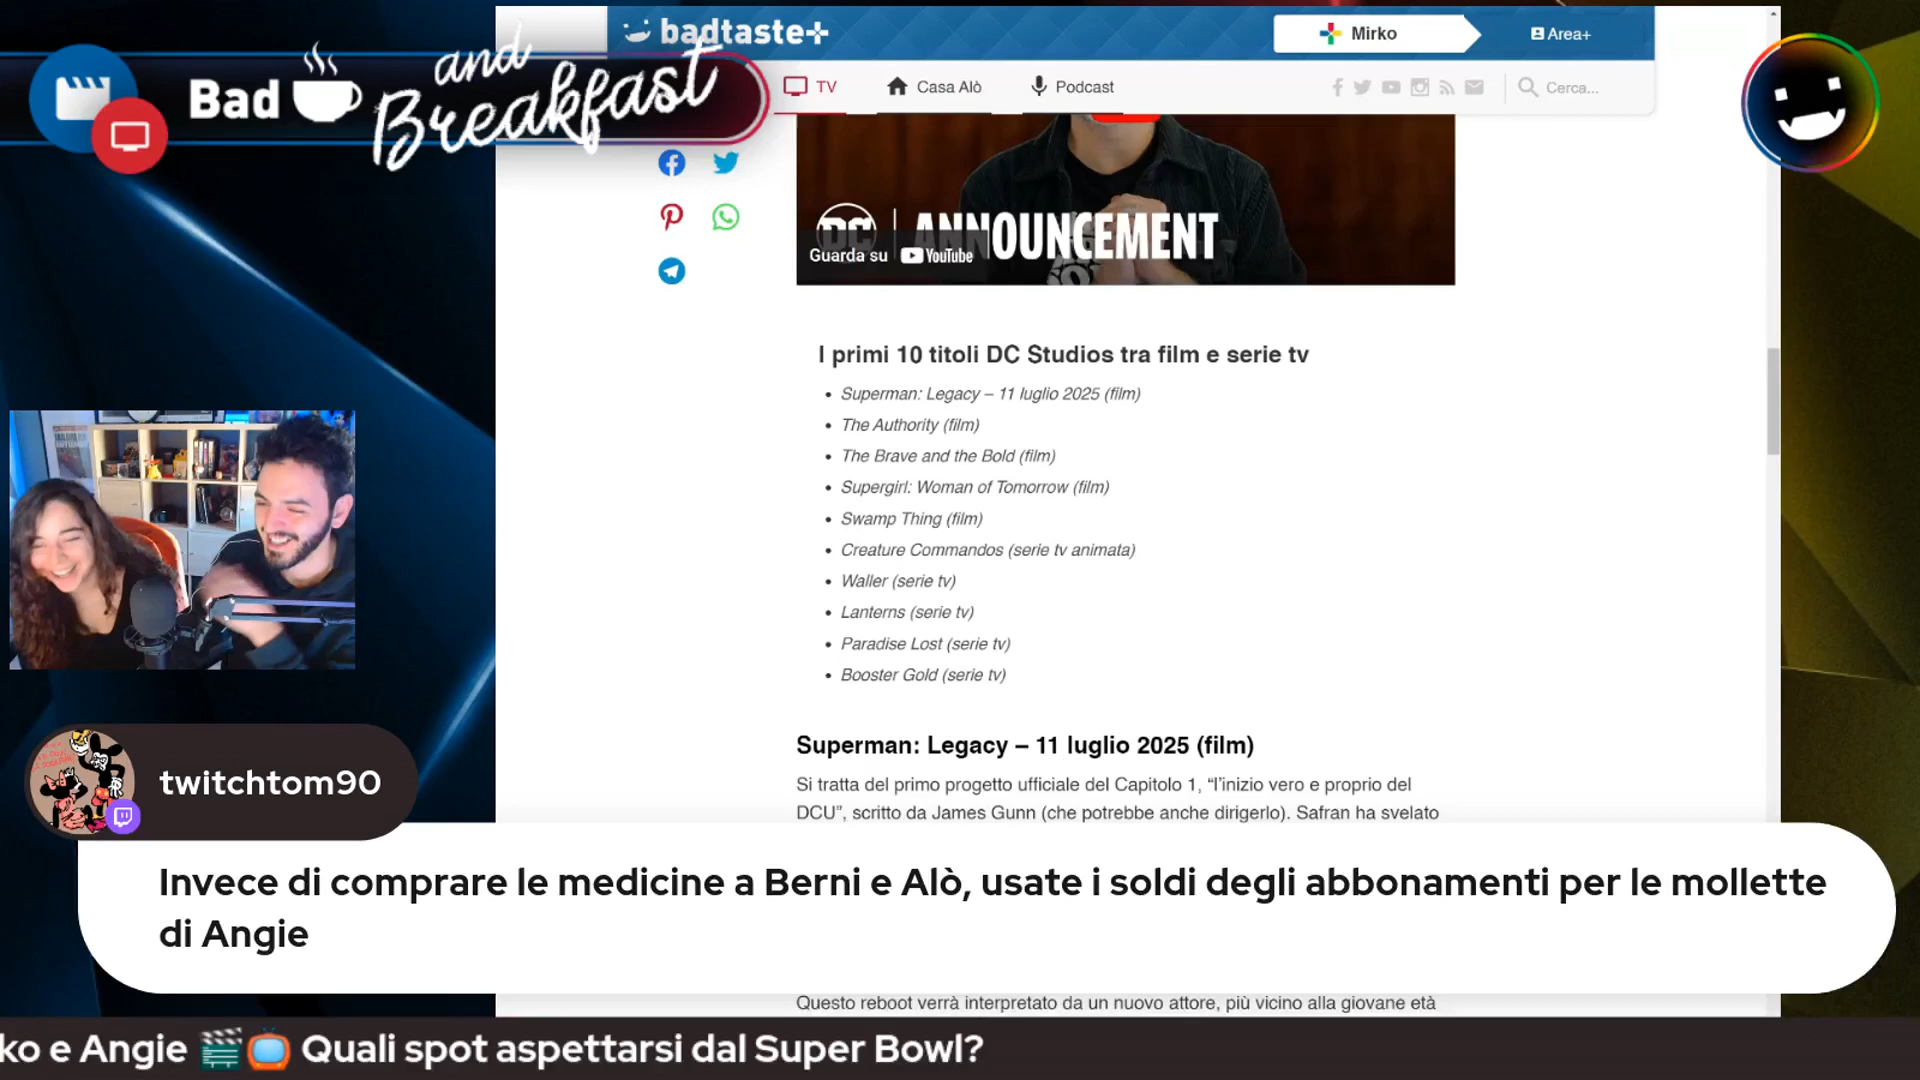 Bad and Breakfast
badtaste+
Mirko
Area+
TV
Casa Alò
Podcast
Cerca...
DC ANNOUNCEMENT
Guarda su YouTube
I primi 10 titoli DC Studios tra film e serie tv
• Superman: Legacy – 11 luglio 2025 (film)
• The Authority (film)
• The Brave and the Bold (film)
• Supergirl: Woman of Tomorrow (film)
• Swamp Thing (film)
• Creature Commandos (serie tv animata)
• Waller (serie tv)
• Lanterns (serie tv)
• Paradise Lost (serie tv)
• Booster Gold (serie tv)
Superman: Legacy – 11 luglio 2025 (film)
Si tratta del primo progetto ufficiale del Capitolo 1, “l’inizio vero e proprio del
DCU”, scritto da James Gunn (che potrebbe anche dirigerlo). Safran ha svelato
twitchtom90
Invece di comprare le medicine a Berni e Alò, usate i soldi degli abbonamenti per le mollette
di Angie
Questo reboot verrà interpretato da un nuovo attore, più vicino alla giovane età
ko e Angie 🎬📺 Quali spot aspettarsi dal Super Bowl?